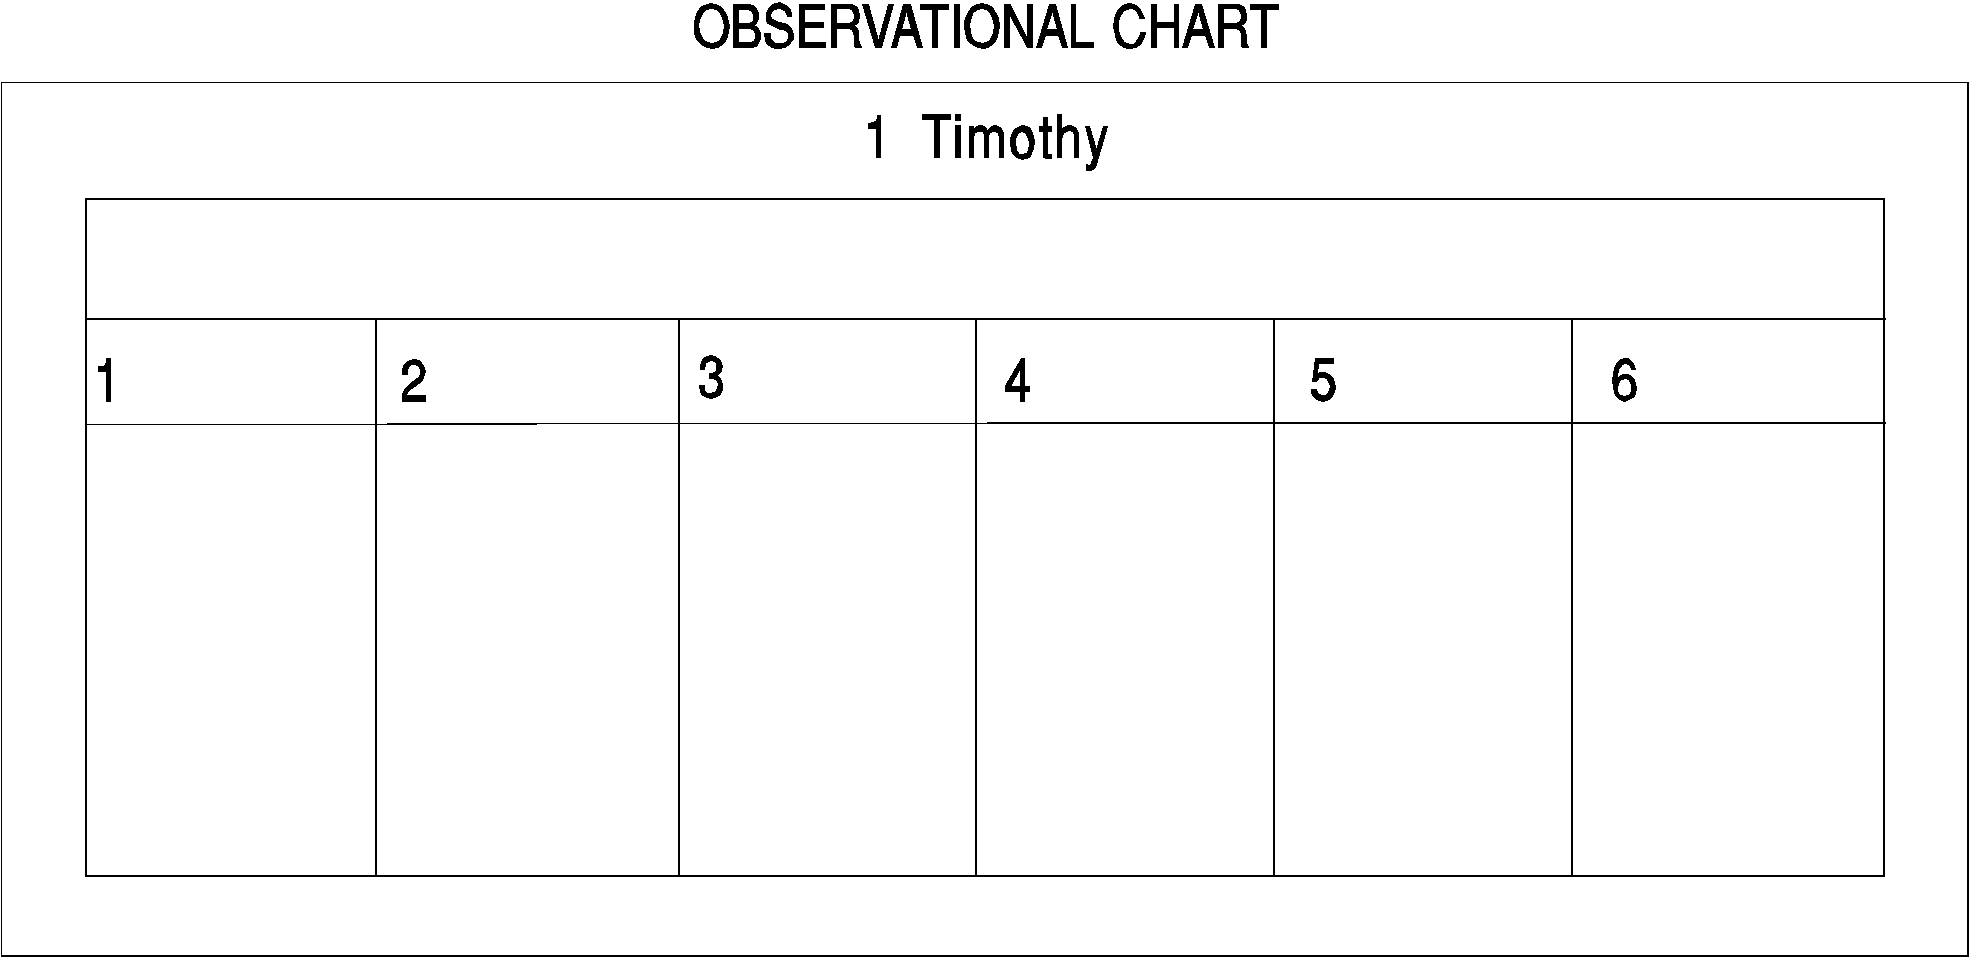 OBSERVATIONAL CHART
1 Timothy
1 2 3 4 5 6